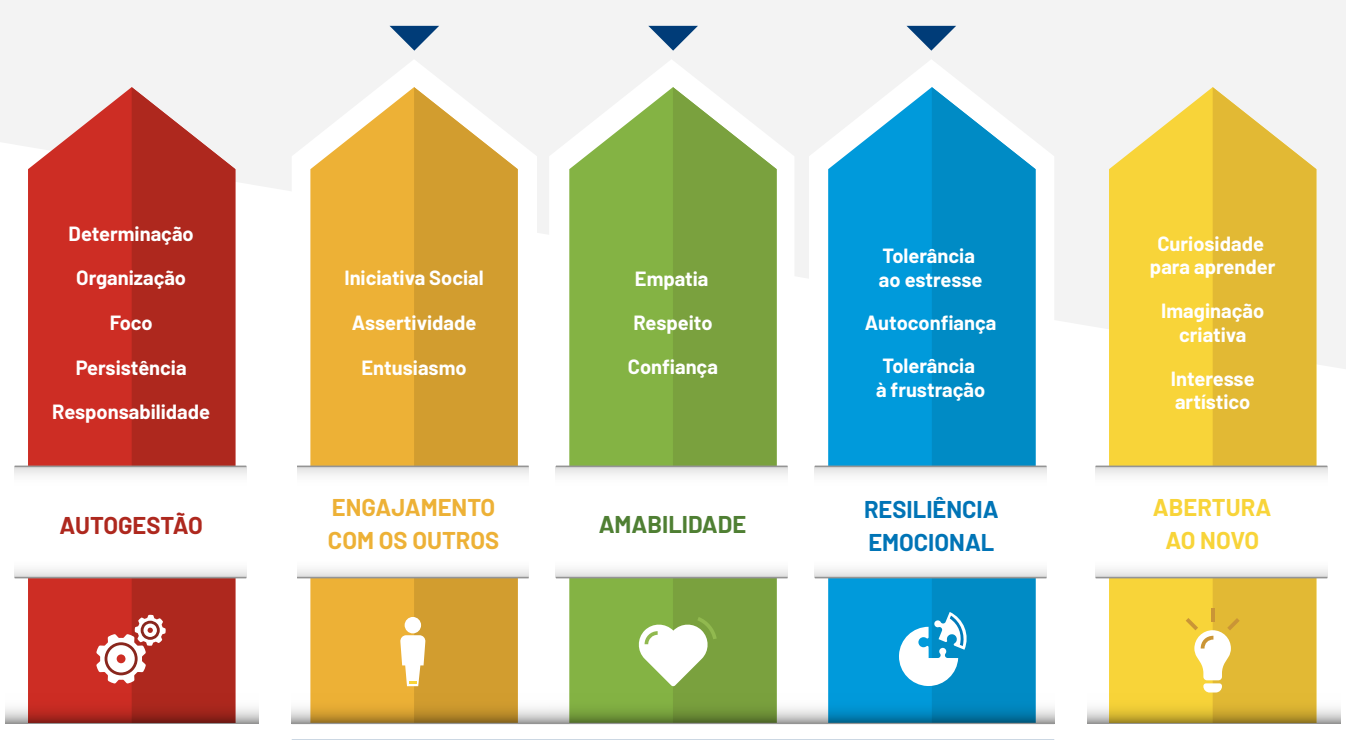 Determinação
Organização
Foco
Persistência
Responsabilidade
AUTOGESTÃO
Iniciativa Social
Assertividade
Entusiasmo
ENGAJAMENTO
COM OS OUTROS
Empatia
Respeito
Confiança
AMABILIDADE
Tolerância
ao estresse
Autoconfiança
Tolerância
à frustração
RESILIÊNCIA
EMOCIONAL
Curiosidade
para aprender
Imaginação
criativa
Interesse
artístico
ABERTURA
AO NOVO